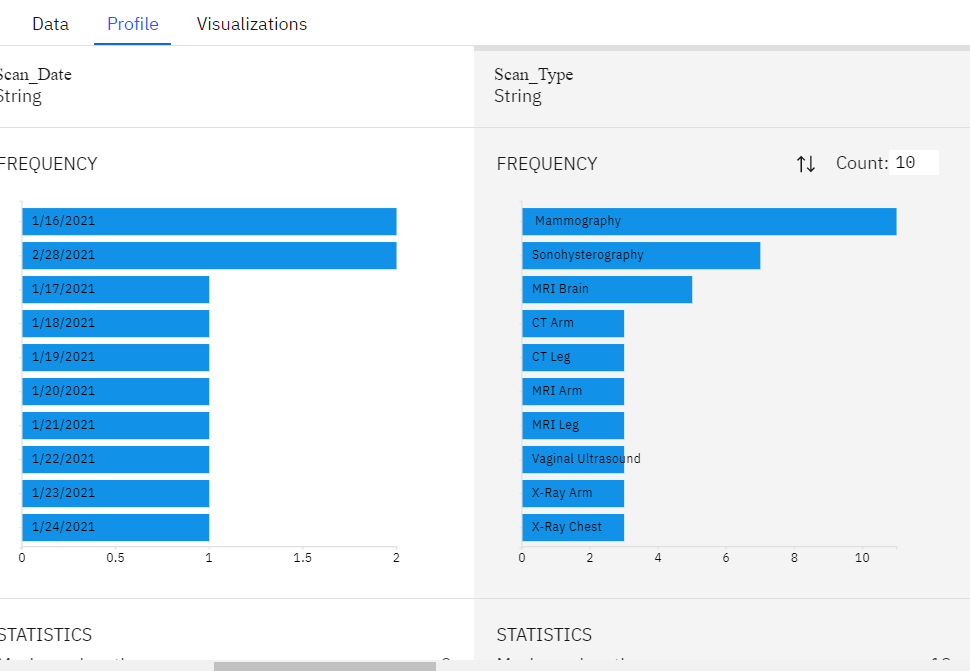 Data Profile Visualizations
Scan_Date
String
FREQUENCY
1/16/2021
2/28/2021
1/17/2021
1/18/2021
1/19/2021
1/20/2021
1/21/2021
1/22/2021
1/23/2021
1/24/2021
0 0.5 1 1.5 2
STATISTICS
Scan_Type
String
FREQUENCY Count: 10
Mammography
Sonohysterography
MRI Brain
CT Arm
CT Leg
MRI Arm
MRI Leg
Vaginal Ultrasound
X-Ray Arm
X-Ray Chest
0 2 4 6 8 10
STATISTICS